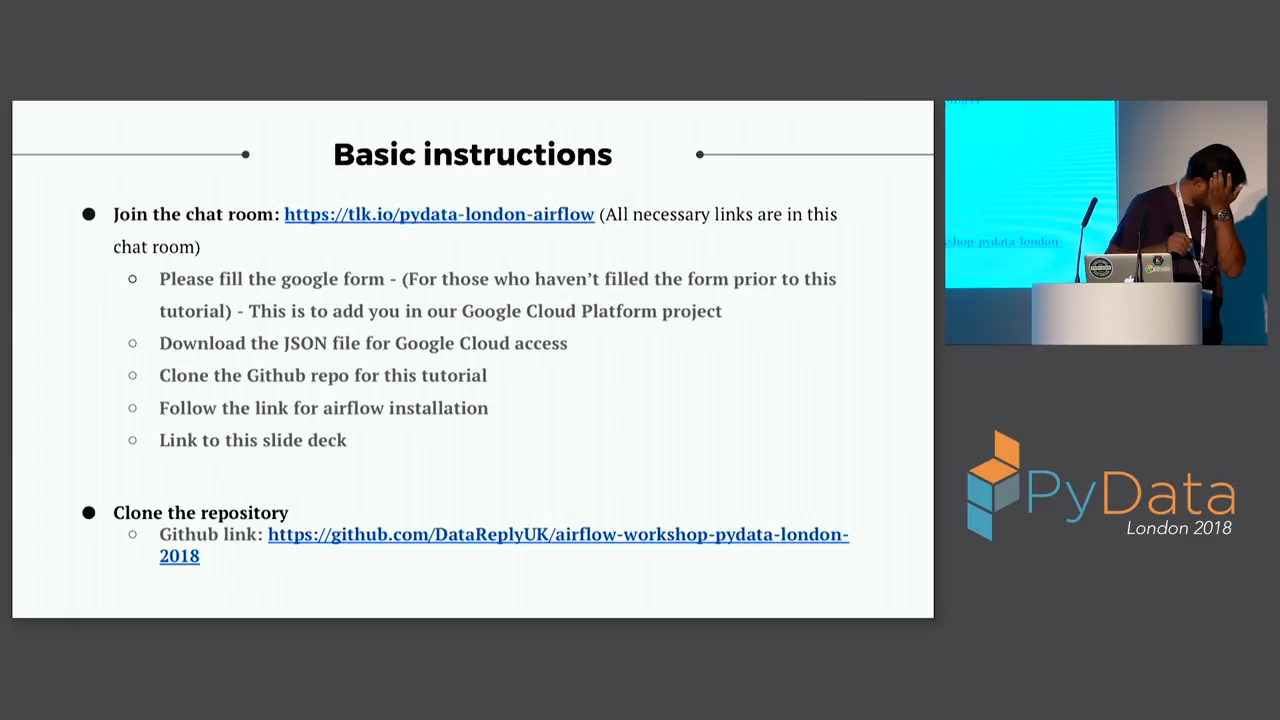 Basic instructions
● Join the chat room: https://tlk.io/pydata-london-airflow (All necessary links are in this
chat room)
○ Please fill the google form - (For those who haven’t filled the form prior to this
tutorial) - This is to add you in our Google Cloud Platform project
○ Download the JSON file for Google Cloud access
○ Clone the Github repo for this tutorial
○ Follow the link for airflow installation
○ Link to this slide deck
● Clone the repository
○ Github link: https://github.com/DataReplyUK/airflow-workshop-pydata-london-
2018
shop-pydata-london-
PyData
London 2018